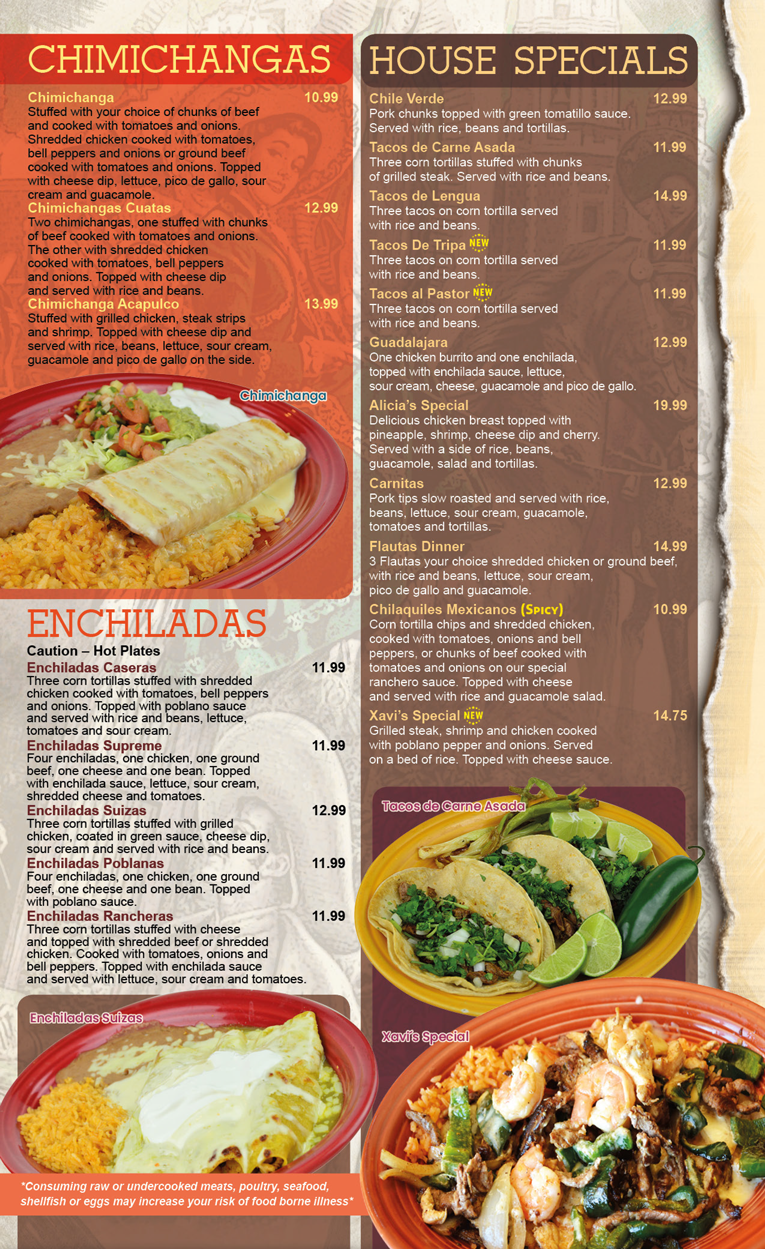 CHIMICHANGAS
Chimichanga 10.99
Stuffed with your choice of chunks of beef
and cooked with tomatoes and onions.
Shredded chicken cooked with tomatoes,
bell peppers and onions or ground beef
cooked with tomatoes and onions. Topped
with cheese dip, lettuce, pico de gallo, sour
cream and guacamole.
Chimichangas Cuatas 12.99
Two chimichangas, one stuffed with chunks
of beef cooked with tomatoes and onions.
The other with shredded chicken
cooked with tomatoes, bell peppers
and onions. Topped with cheese dip
and served with rice and beans.
Chimichanga Acapulco 13.99
Stuffed with grilled chicken, steak strips
and shrimp. Topped with cheese dip and
served with rice, beans, lettuce, sour cream,
guacamole and pico de gallo on the side.
Chimichanga
ENCHILADAS
Caution – Hot Plates
Enchiladas Caseras 11.99
Three corn tortillas stuffed with shredded
chicken cooked with tomatoes, bell peppers
and onions. Topped with poblano sauce
and served with rice and beans, lettuce,
tomatoes and sour cream.
Enchiladas Supreme 11.99
Four enchiladas, one chicken, one ground
beef, one cheese and one bean. Topped
with enchilada sauce, lettuce, sour cream,
shredded cheese and tomatoes.
Enchiladas Suizas 12.99
Three corn tortillas stuffed with grilled
chicken, coated in green sauce, cheese dip,
sour cream and served with rice and beans.
Enchiladas Poblanas 11.99
Four enchiladas, one chicken, one ground
beef, one cheese and one bean. Topped
with poblano sauce.
Enchiladas Rancheras 11.99
Three corn tortillas stuffed with cheese
and topped with shredded beef or shredded
chicken. Cooked with tomatoes, onions and
bell peppers. Topped with enchilada sauce
and served with lettuce, sour cream and tomatoes.
Enchiladas Suizas
*Consuming raw or undercooked meats, poultry, seafood,
shellfish or eggs may increase your risk of food borne illness*
HOUSE SPECIALS
Chile Verde 12.99
Pork chunks topped with green tomatillo sauce.
Served with rice, beans and tortillas.
Tacos de Carne Asada 11.99
Three corn tortillas stuffed with chunks
of grilled steak. Served with rice and beans.
Tacos de Lengua 14.99
Three tacos on corn tortilla served
with rice and beans.
Tacos De Tripa NEW 11.99
Three tacos on corn tortilla served
with rice and beans.
Tacos al Pastor NEW 11.99
Three tacos on corn tortilla served
with rice and beans.
Guadalajara 12.99
One chicken burrito and one enchilada,
topped with enchilada sauce, lettuce,
sour cream, cheese, guacamole and pico de gallo.
Alicia's Special 19.99
Delicious chicken breast topped with
pineapple, shrimp, cheese dip and cherry.
Served with a side of rice, beans,
guacamole, salad and tortillas.
Carnitas 12.99
Pork tips slow roasted and served with rice,
beans, lettuce, sour cream, guacamole,
tomatoes and tortillas.
Flautas Dinner 14.99
3 Flautas your choice shredded chicken or ground beef,
with rice and beans, lettuce, sour cream,
pico de gallo and guacamole.
Chilaquiles Mexicanos (Spicy) 10.99
Corn tortilla chips and shredded chicken,
cooked with tomatoes, onions and bell
peppers, or chunks of beef cooked with
tomatoes and onions on our special
ranchero sauce. Topped with cheese
and served with rice and guacamole salad.
Xavi's Special NEW 14.75
Grilled steak, shrimp and chicken cooked
with poblano pepper and onions. Served
on a bed of rice. Topped with cheese sauce.
Tacos de Carne Asada
Xavi's Special